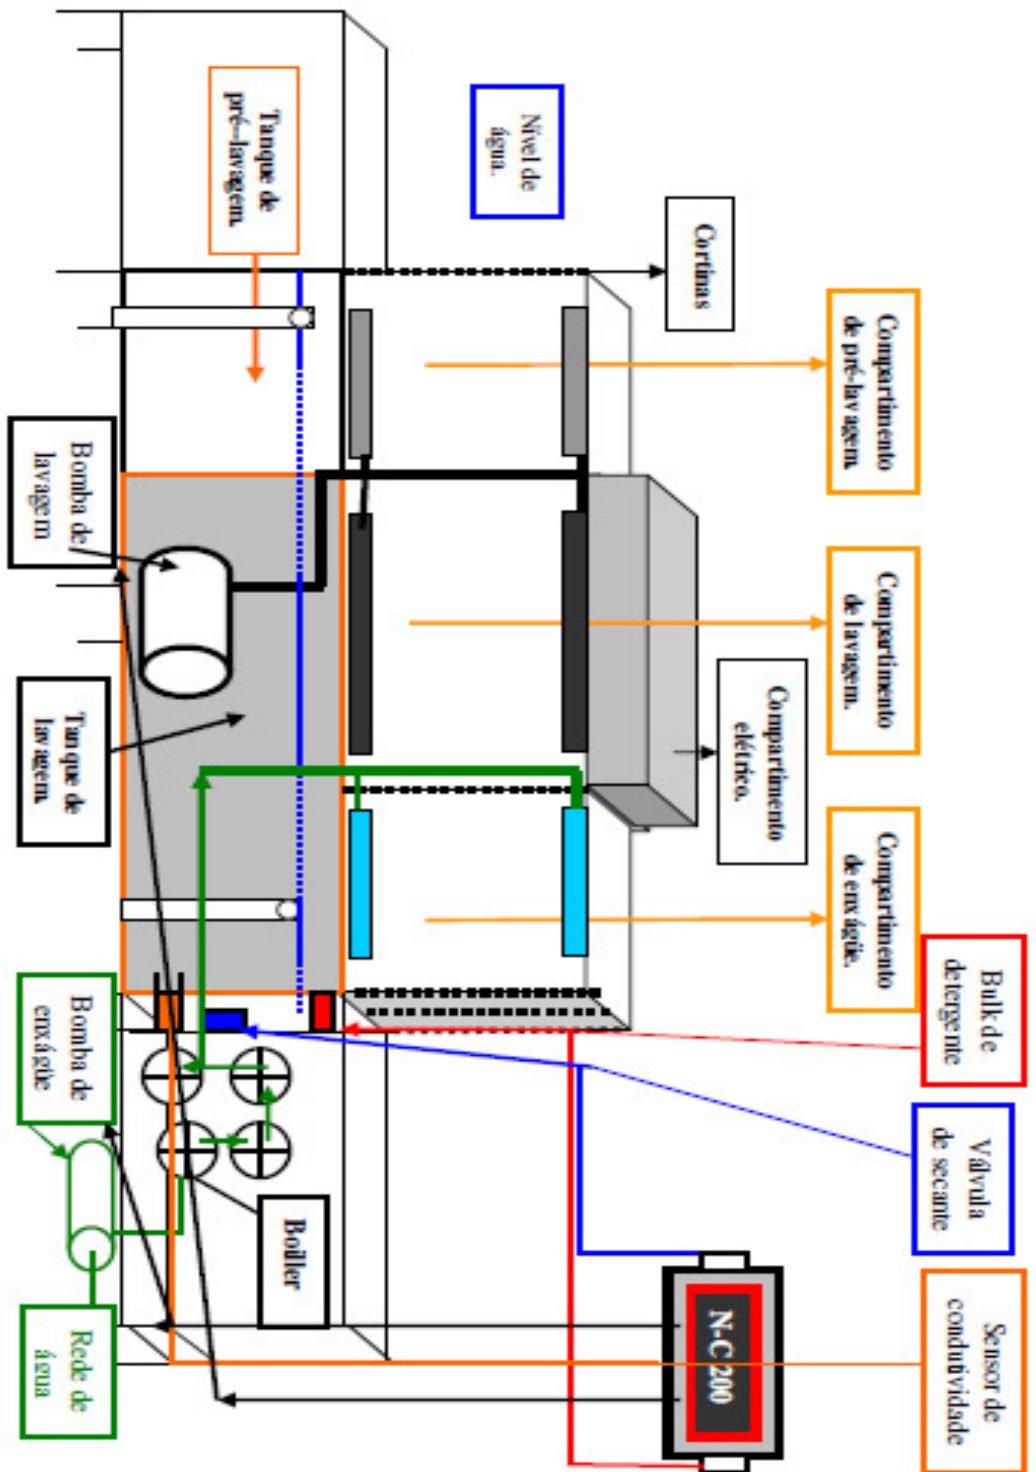 Bulk de
detergente
Válvula
de secante
Sensor de
condutividade
Compartimento
de pré-lavagem.
Compartimento
de lavagem.
Compartimento
de enxágüe.
Cortinas
Compartimento
elétrico.
N-C200
Nível de
água.
Tanque de
pré-lavagem.
Boiller
Bomba de
lavagem
Tanque de
lavagem.
Bomba de
enxágüe
Rede de
água